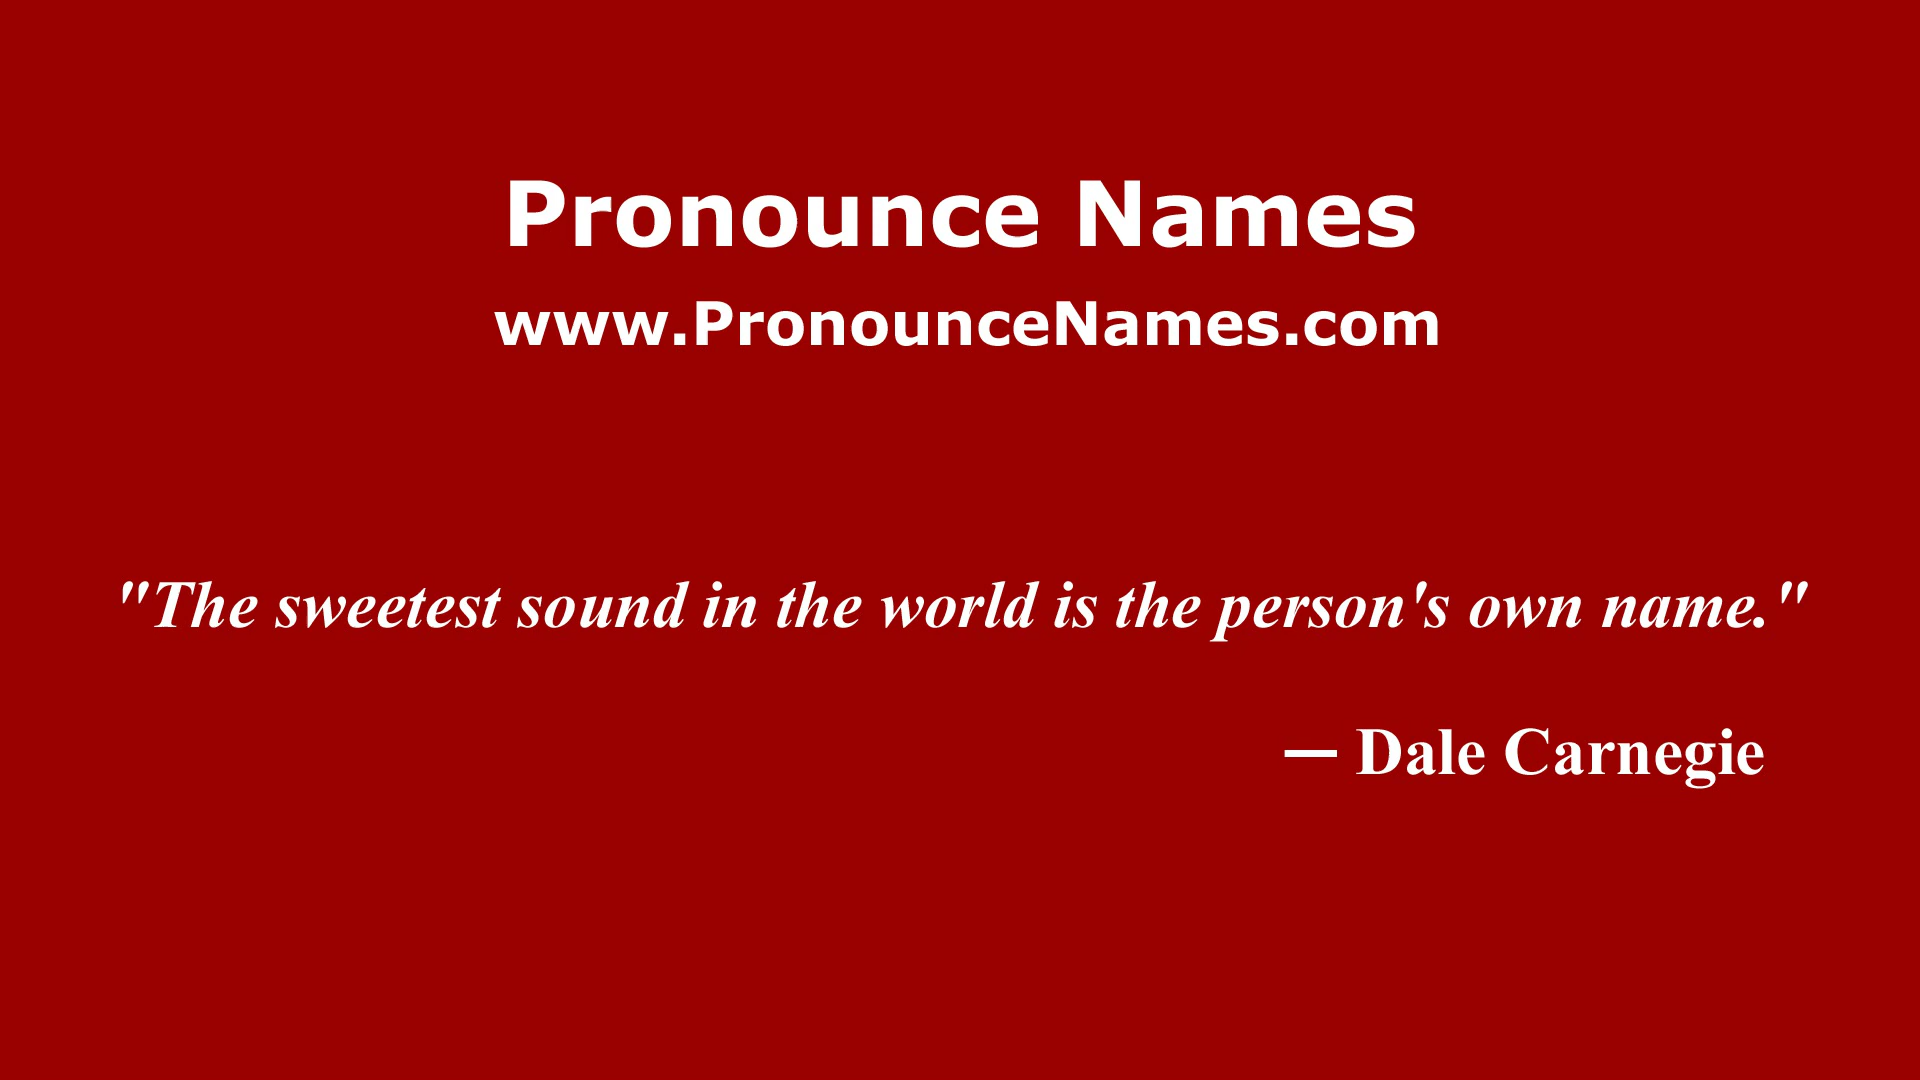 Pronounce Names
www.PronounceNames.com
"The sweetest sound in the world is the person's own name."
— Dale Carnegie